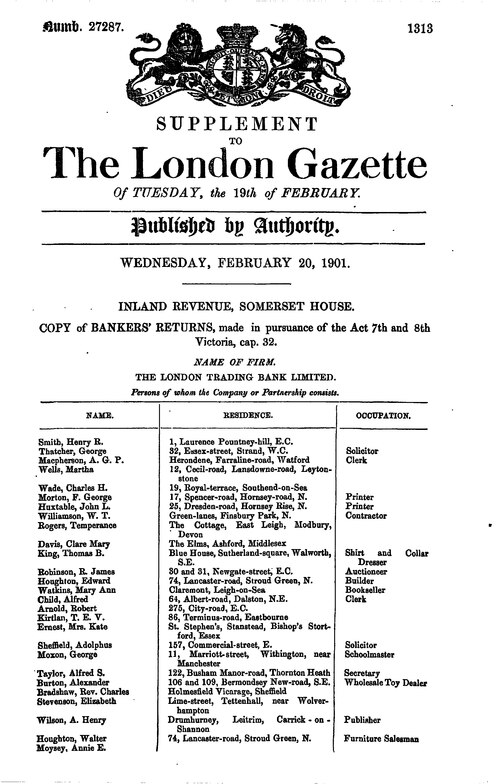 Numb. 27287. 1313
DIEU ET MON DROIT
SUPPLEMENT
TO
The London Gazette
Of TUESDAY, the 19th of FEBRUARY.
Published by Authority.
WEDNESDAY, FEBRUARY 20, 1901.
INLAND REVENUE, SOMERSET HOUSE.
COPY of BANKERS' RETURNS, made in pursuance of the Act 7th and 8th
Victoria, cap. 32.
NAME OF FIRM.
THE LONDON TRADING BANK LIMITED.
Persons of whom the Company or Partnership consists.
NAME. RESIDENCE. OCCUPATION.
Smith, Henry R. 1, Laurence Pountney-hill, E.C.
Thatcher, George 32, Essex-street, Strand, W.C. Solicitor
Macpherson, A. G. P. Herondene, Farraline-road, Watford Clerk
Wells, Martha 12, Cecil-road, Lansdowne-road, Leyton-
stone
Wade, Charles H. 19, Royal-terrace, Southend-on-Sea
Morton, F. George 17, Spencer-road, Hornsey-road, N. Printer
Huxtable, John L. 25, Dresden-road, Hornsey Rise, N. Printer
Williamson, W. T. Green-lanes, Finsbury Park, N. Contractor
Rogers, Temperance The Cottage, East Leigh, Modbury,
Devon
Davis, Clare Mary The Elms, Ashford, Middlesex
King, Thomas B. Blue House, Sutherland-square, Walworth, Shirt and Collar
S.E. Dresser
Robinson, R. James 30 and 31, Newgate-street, E.C. Auctioneer
Houghton, Edward 74, Lancaster-road, Stroud Green, N. Builder
Watkins, Mary Ann Claremont, Leigh-on-Sea Bookseller
Child, Alfred 64, Albert-road, Dalston, N.E. Clerk
Arnold, Robert 275, City-road, E.C.
Kirtlan, T. E. V. 86, Terminus-road, Eastbourne
Ernest, Mrs. Kate St. Stephen's, Stanstead, Bishop's Stort-
ford, Essex
Sheffield, Adolphus 157, Commercial-street, E. Solicitor
Moxon, George 11, Marriott-street, Withington, near Schoolmaster
Manchester
Taylor, Alfred S. 122, Busham Manor-road, Thornton Heath Secretary
Burton, Alexander 106 and 109, Bermondsey New-road, S.E. Wholesale Toy Dealer
Bradshaw, Rev. Charles Holmesfield Vicarage, Sheffield
Stevenson, Elizabeth Lime-street, Tettenhall, near Wolver-
hampton
Wilson, A. Henry Drumhurney, Leitrim, Carrick - on - Publisher
Shannon
Houghton, Walter 74, Lancaster-road, Stroud Green, N. Furniture Salesman
Moysey, Annie E.